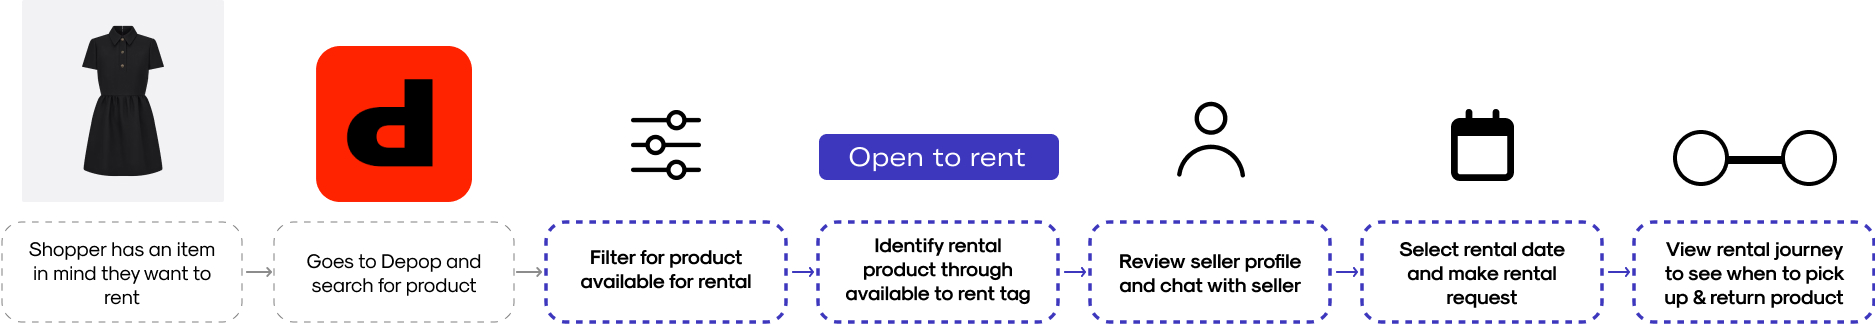 Open to rent
Shopper has an item
in mind they want to
rent
Goes to Depop and
search for product
Filter for product
available for rental
Identify rental
product through
available to rent tag
Review seller profile
and chat with seller
Select rental date
and make rental
request
View rental journey
to see when to pick
up & return product